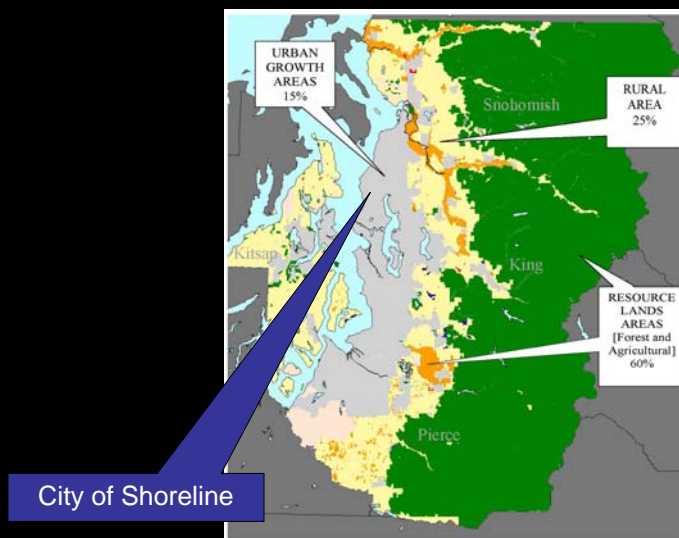 URBAN
GROWTH
AREAS
15%
Snohomish
RURAL
AREA
25%
Kitsap
King
RESOURCE
LANDS
AREAS
[Forest and
Agricultural]
60%
Pierce
City of Shoreline